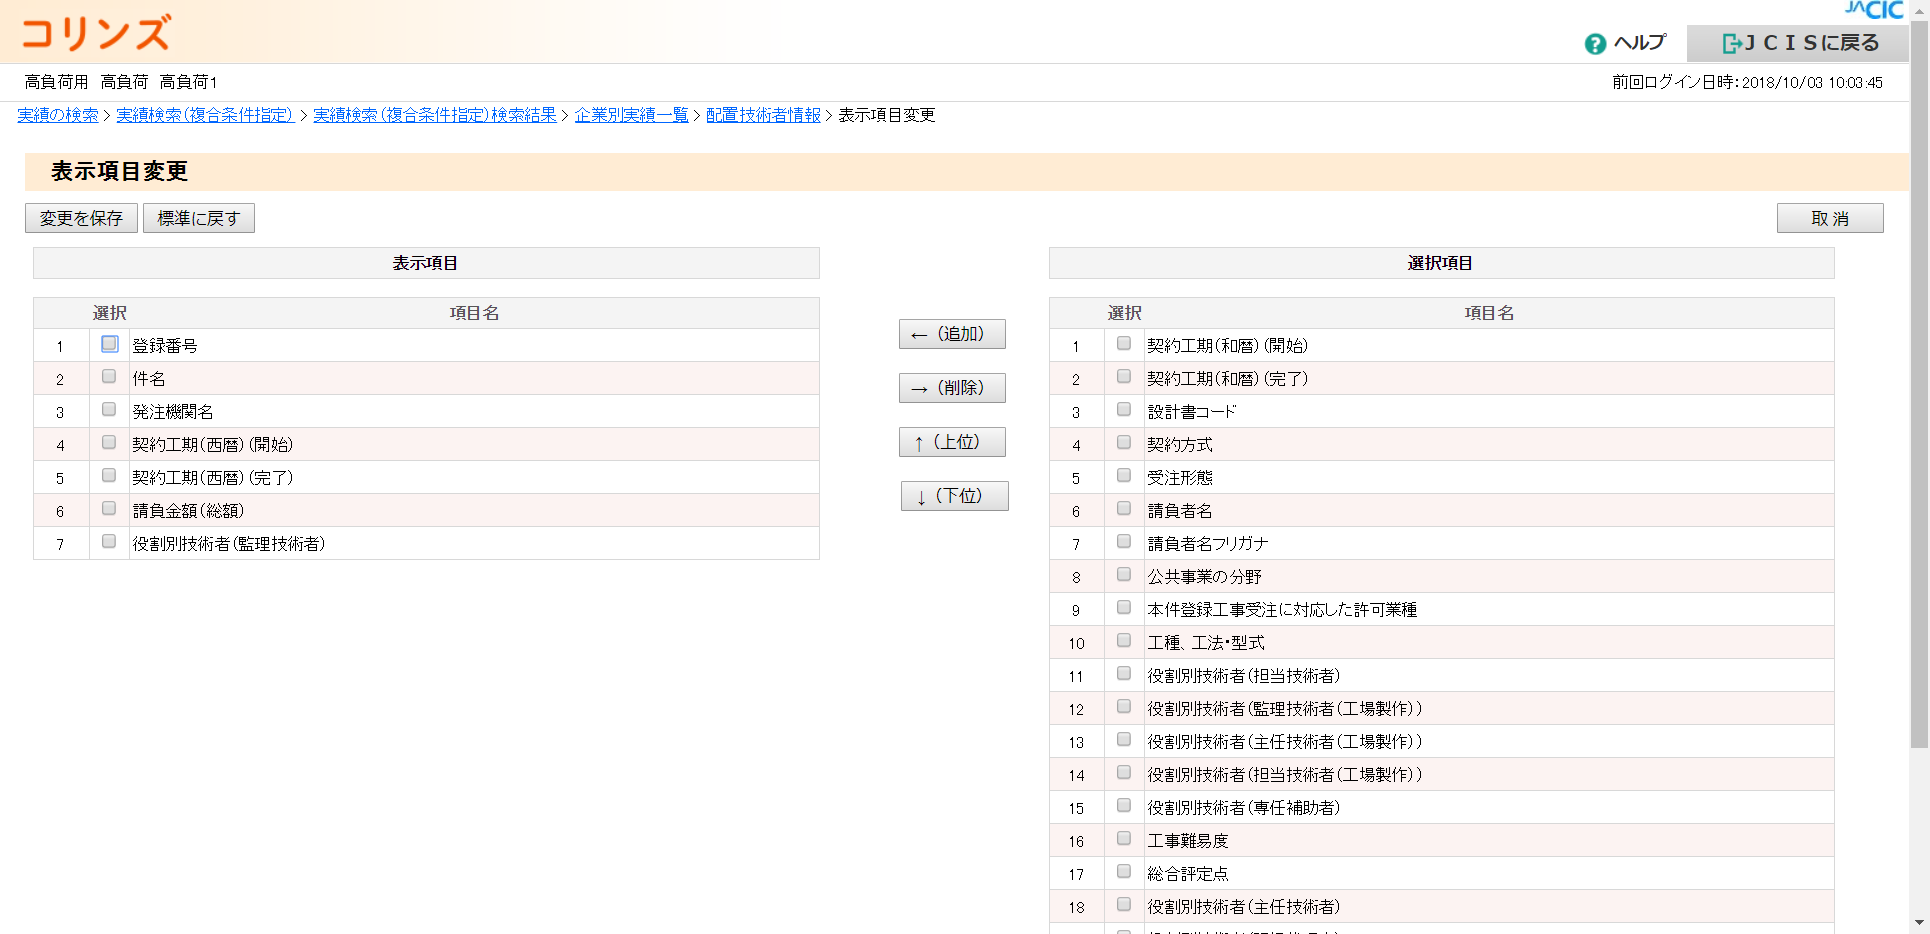 コリンズ
JACIC
ヘルプ
ＪＣＩＳに戻る
高負荷用 高負荷 高負荷1
前回ログイン日時：2018/10/03 10:03:45
実績の検索 > 実績検索（複合条件指定） > 実績検索（複合条件指定）検索結果 > 企業別実績一覧 > 配置技術者情報 > 表示項目変更
表示項目変更
変更を保存 標準に戻す
取 消
表示項目
選択 項目名
1 登録番号
2 件名
3 発注機関名
4 契約工期（西暦）（開始）
5 契約工期（西暦）（完了）
6 請負金額（総額）
7 役割別技術者（監理技術者）
←（追加）
→（削除）
↑（上位）
↓（下位）
選択項目
選択 項目名
1 契約工期（和暦）（開始）
2 契約工期（和暦）（完了）
3 設計書コード
4 契約方式
5 受注形態
6 請負者名
7 請負者名フリガナ
8 公共事業の分野
9 本件登録工事受注に対応した許可業種
10 工種、工法・型式
11 役割別技術者（担当技術者）
12 役割別技術者（監理技術者（工場製作））
13 役割別技術者（主任技術者（工場製作））
14 役割別技術者（担当技術者（工場製作））
15 役割別技術者（専任補助者）
16 工事難易度
17 総合評定点
18 役割別技術者（主任技術者）